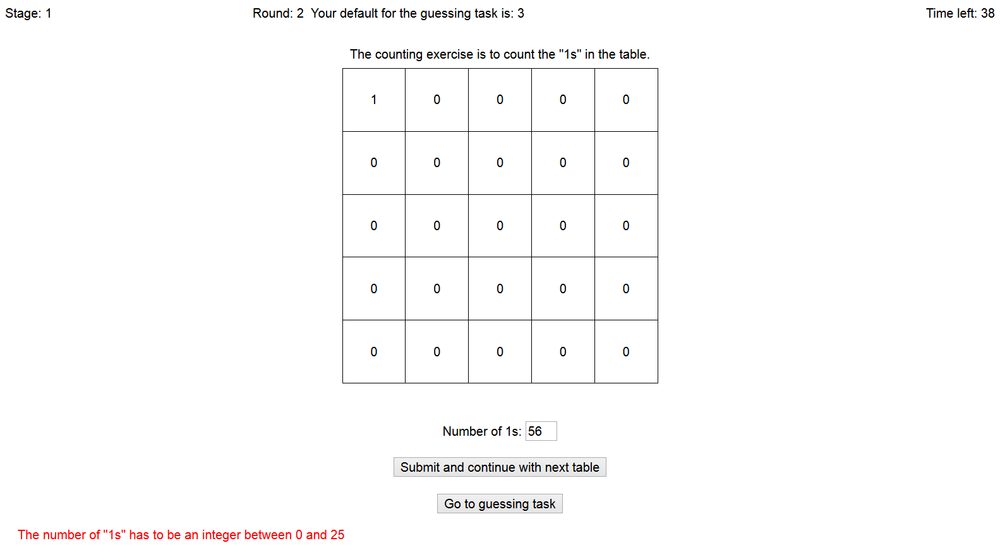 Stage: 1 Round: 2 Your default for the guessing task is: 3 Time left: 38
The counting exercise is to count the "1s" in the table.
1 0 0 0 0
0 0 0 0 0
0 0 0 0 0
0 0 0 0 0
0 0 0 0 0
Number of 1s: 56
Submit and continue with next table
Go to guessing task
The number of "1s" has to be an integer between 0 and 25